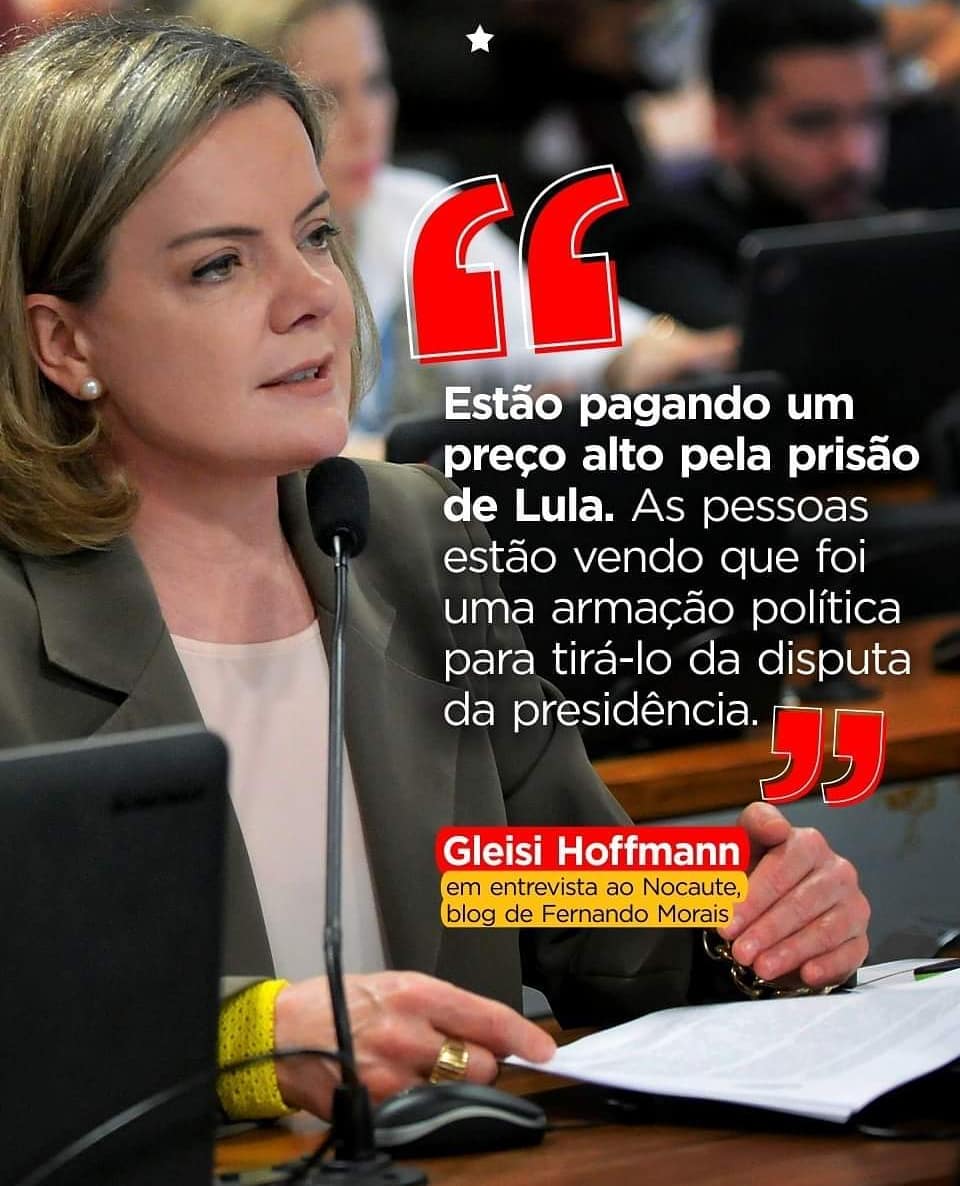 Estão pagando um
preço alto pela prisão
de Lula. As pessoas
estão vendo que foi
uma armação política
para tirá-lo da disputa
da presidência.
Gleisi Hoffmann
em entrevista ao Nocaute,
blog de Fernando Morais